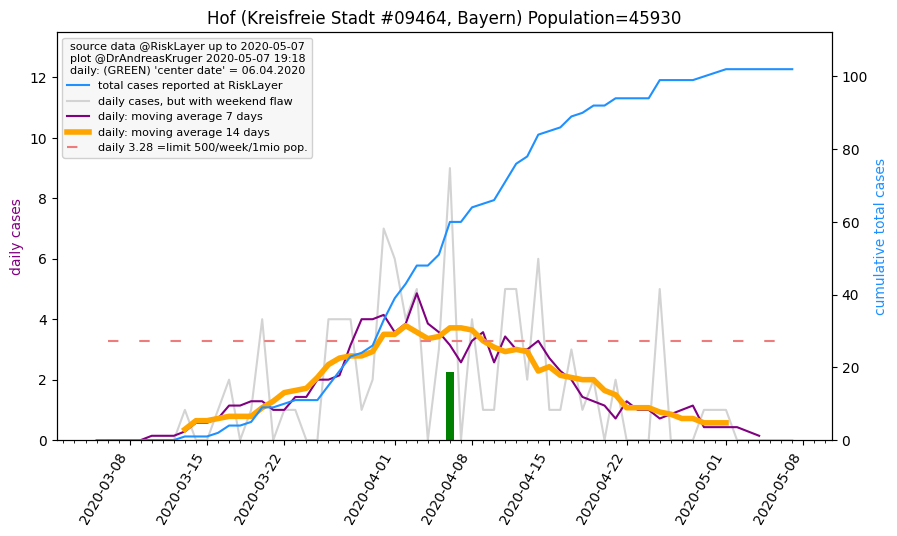 Hof (Kreisfreie Stadt #09464, Bayern) Population=45930
source data @RiskLayer up to 2020-05-07
plot @DrAndreasKruger 2020-05-07 19:18
daily: (GREEN) 'center date' = 06.04.2020
total cases reported at RiskLayer
daily cases, but with weekend flaw
daily: moving average 7 days
daily: moving average 14 days
daily 3.28 =limit 500/week/1mio pop.
daily cases
12
10
8
6
4
2
0
cumulative total cases
100
80
60
40
20
0
2020-03-08
2020-03-15
2020-03-22
2020-04-01
2020-04-08
2020-04-15
2020-04-22
2020-05-01
2020-05-08